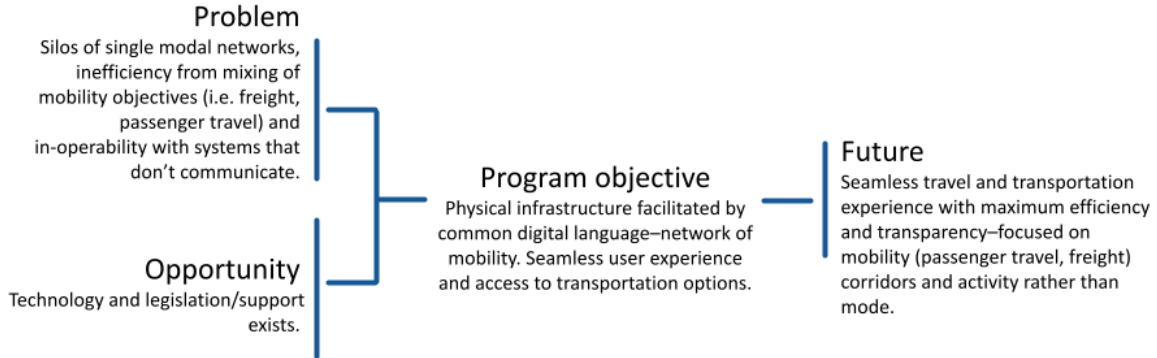 Problem
Silos of single modal networks,
inefficiency from mixing of
mobility objectives (i.e. freight,
passenger travel) and
in-operability with systems that
don’t communicate.
Opportunity
Technology and legislation/support
exists.
Program objective
Physical infrastructure facilitated by
common digital language–network of
mobility. Seamless user experience
and access to transportation options.
Future
Seamless travel and transportation
experience with maximum efficiency
and transparency–focused on
mobility (passenger travel, freight)
corridors and activity rather than
mode.